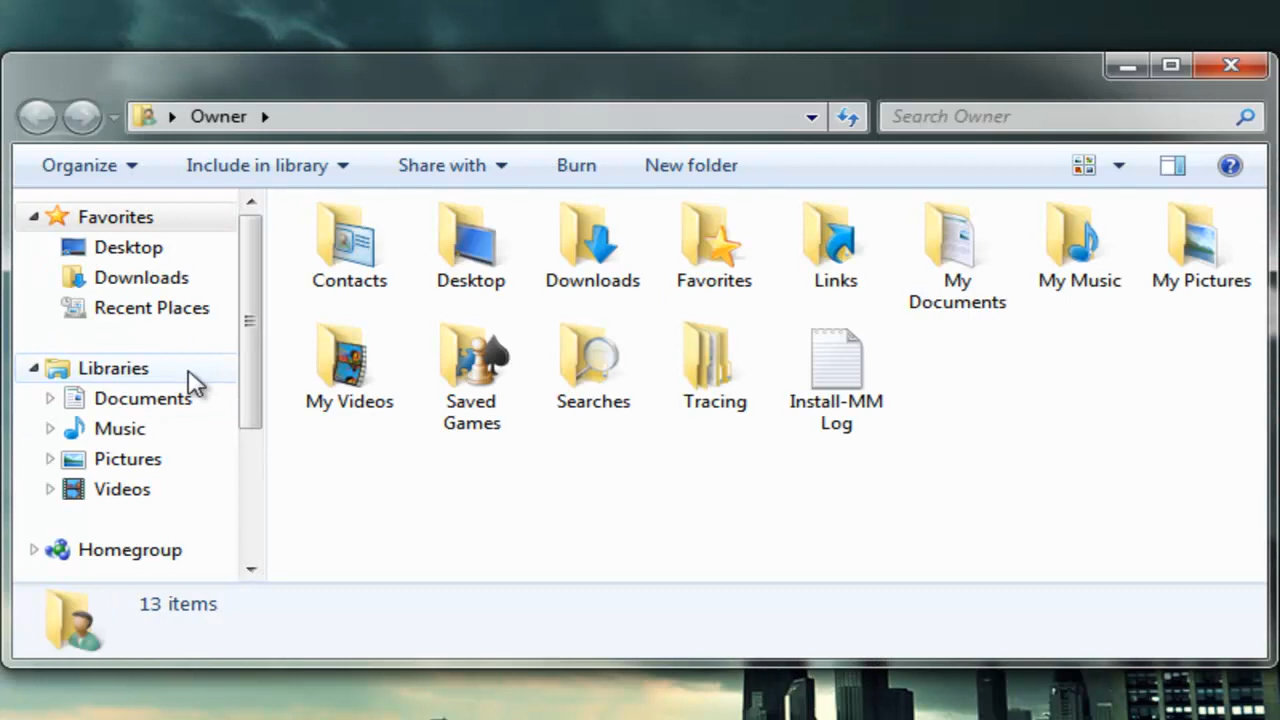 Owner
Search Owner
Organize
Include in library
Share with
Burn
New folder
Favorites
Desktop
Downloads
Recent Places
Libraries
Documents
Music
Pictures
Videos
Homegroup
Contacts
Desktop
Downloads
Favorites
Links
My
Documents
My Music
My Pictures
My Videos
Saved
Games
Searches
Tracing
Install-MM
Log
13 items